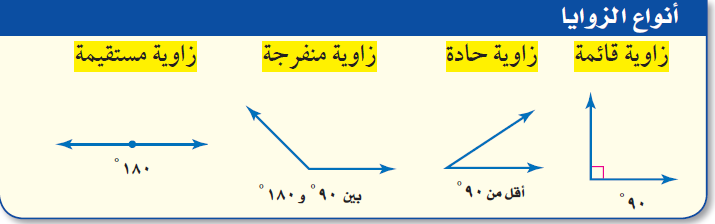 أنواع الزوايا
زاوية قائمة
زاوية حادة
زاوية منفرجة
زاوية مستقيمة
٩٠°
أقل من ٩٠°
بين ٩٠° و ١٨٠°
١٨٠°